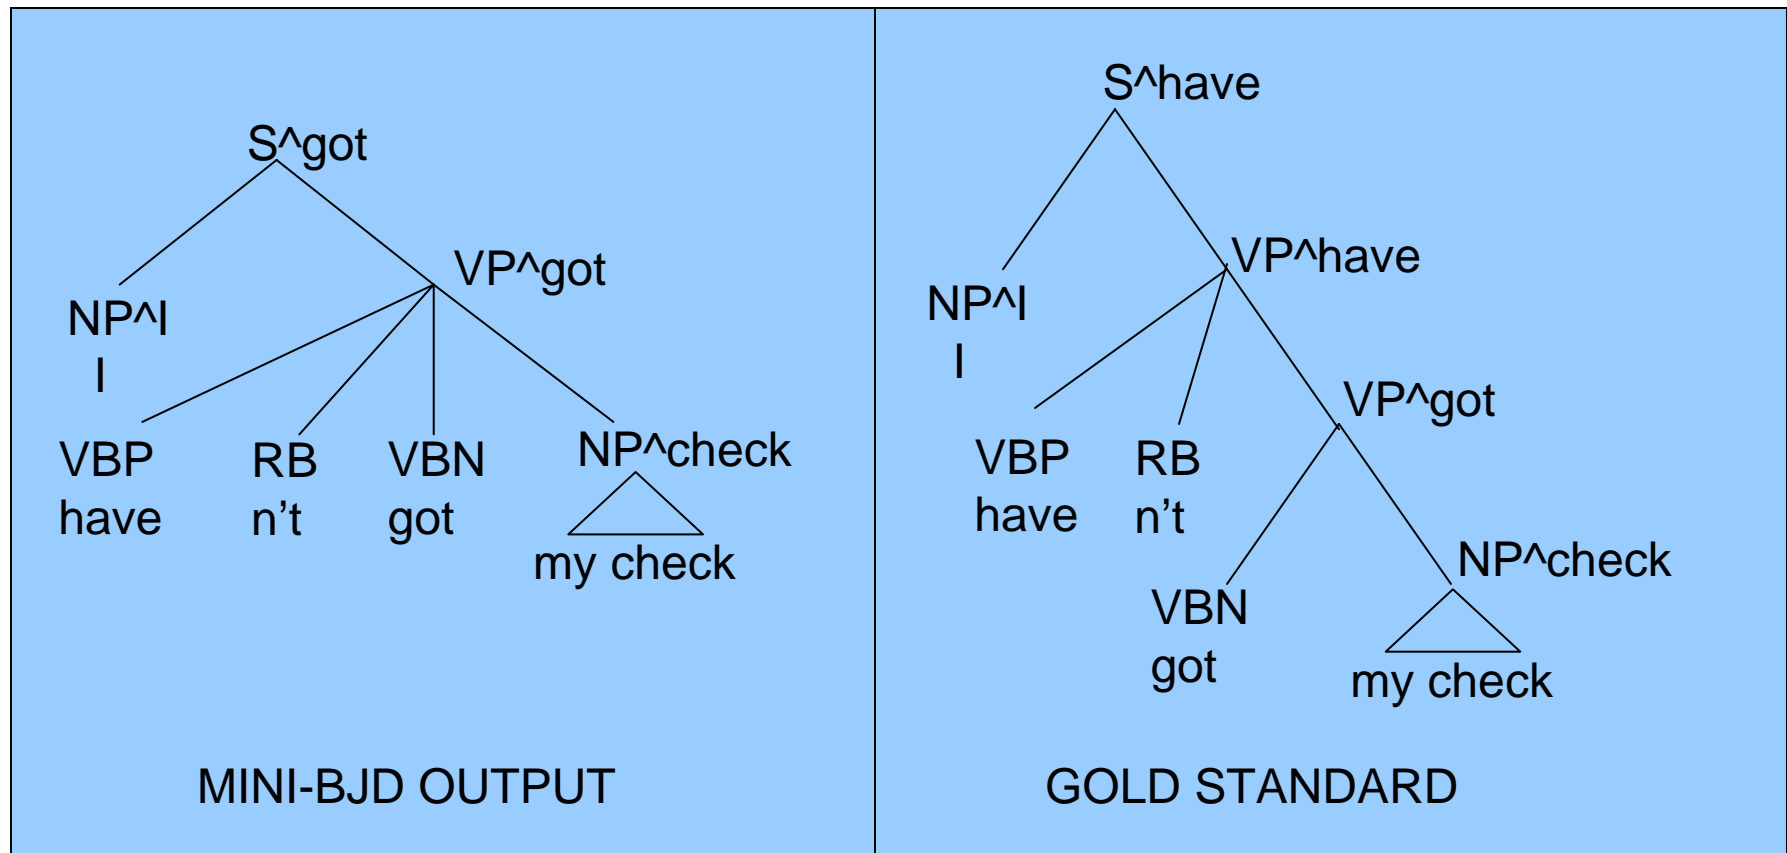 S^got
VP^got
NP^I
I
VBP RB VBN NP^check
have n't got
my check
MINI-BJD OUTPUT
S^have
VP^have
NP^I
I
VP^got
VBP RB
have n't
NP^check
VBN
got
my check
GOLD STANDARD